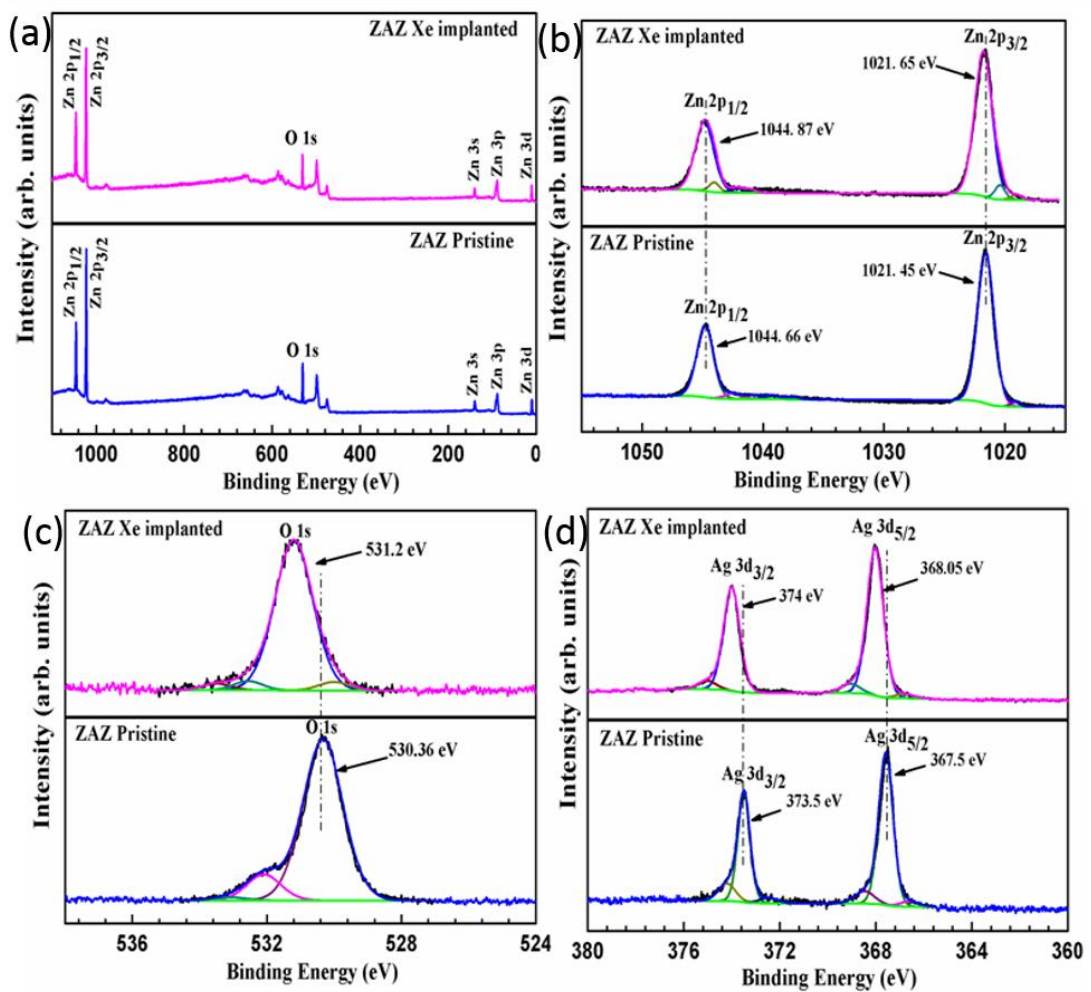 (a)
ZAZ Xe implanted
Zn 2p1/2
Zn 2p3/2
O 1s
Zn 3s
Zn 3p
Zn 3d
ZAZ Pristine
Zn 2p1/2
Zn 2p3/2
O 1s
Zn 3s
Zn 3p
Zn 3d
Intensity (arb. units)
1000 800 600 400 200 0
Binding Energy (eV)
(b)
ZAZ Xe implanted
Zn 2p3/2
1021. 65 eV
Zn 2p1/2
1044. 87 eV
ZAZ Pristine
Zn 2p3/2
1021. 45 eV
Zn 2p1/2
1044. 66 eV
Intensity (arb. units)
1050 1040 1030 1020
Binding Energy (eV)
(c)
ZAZ Xe implanted
O 1s
531.2 eV
ZAZ Pristine
O 1s
530.36 eV
Intensity (arb. units)
536 532 528 524
Binding Energy (eV)
(d)
ZAZ Xe implanted
Ag 3d5/2
Ag 3d3/2
368.05 eV
374 eV
ZAZ Pristine
Ag 3d5/2
367.5 eV
Ag 3d3/2
373.5 eV
Intensity (arb. units)
380 376 372 368 364 360
Binding Energy (eV)